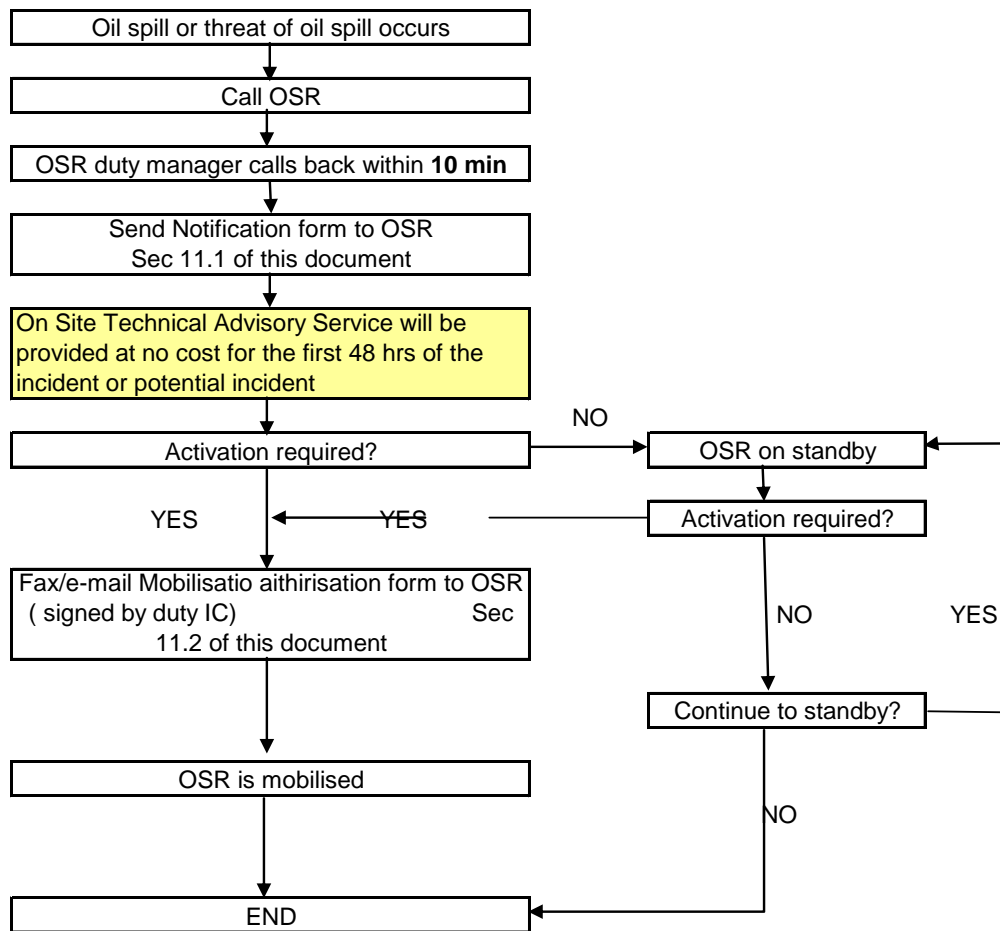 Oil spill or threat of oil spill occurs
Call OSR
OSR duty manager calls back within 10 min
Send Notification form to OSR
Sec 11.1 of this document
On Site Technical Advisory Service will be
provided at no cost for the first 48 hrs of the
incident or potential incident
NO
Activation required?
OSR on standby
YES
YES
Activation required?
Fax/e-mail Mobilisatio aithirisation form to OSR
( signed by duty IC) Sec
11.2 of this document
NO
YES
Continue to standby?
OSR is mobilised
NO
END